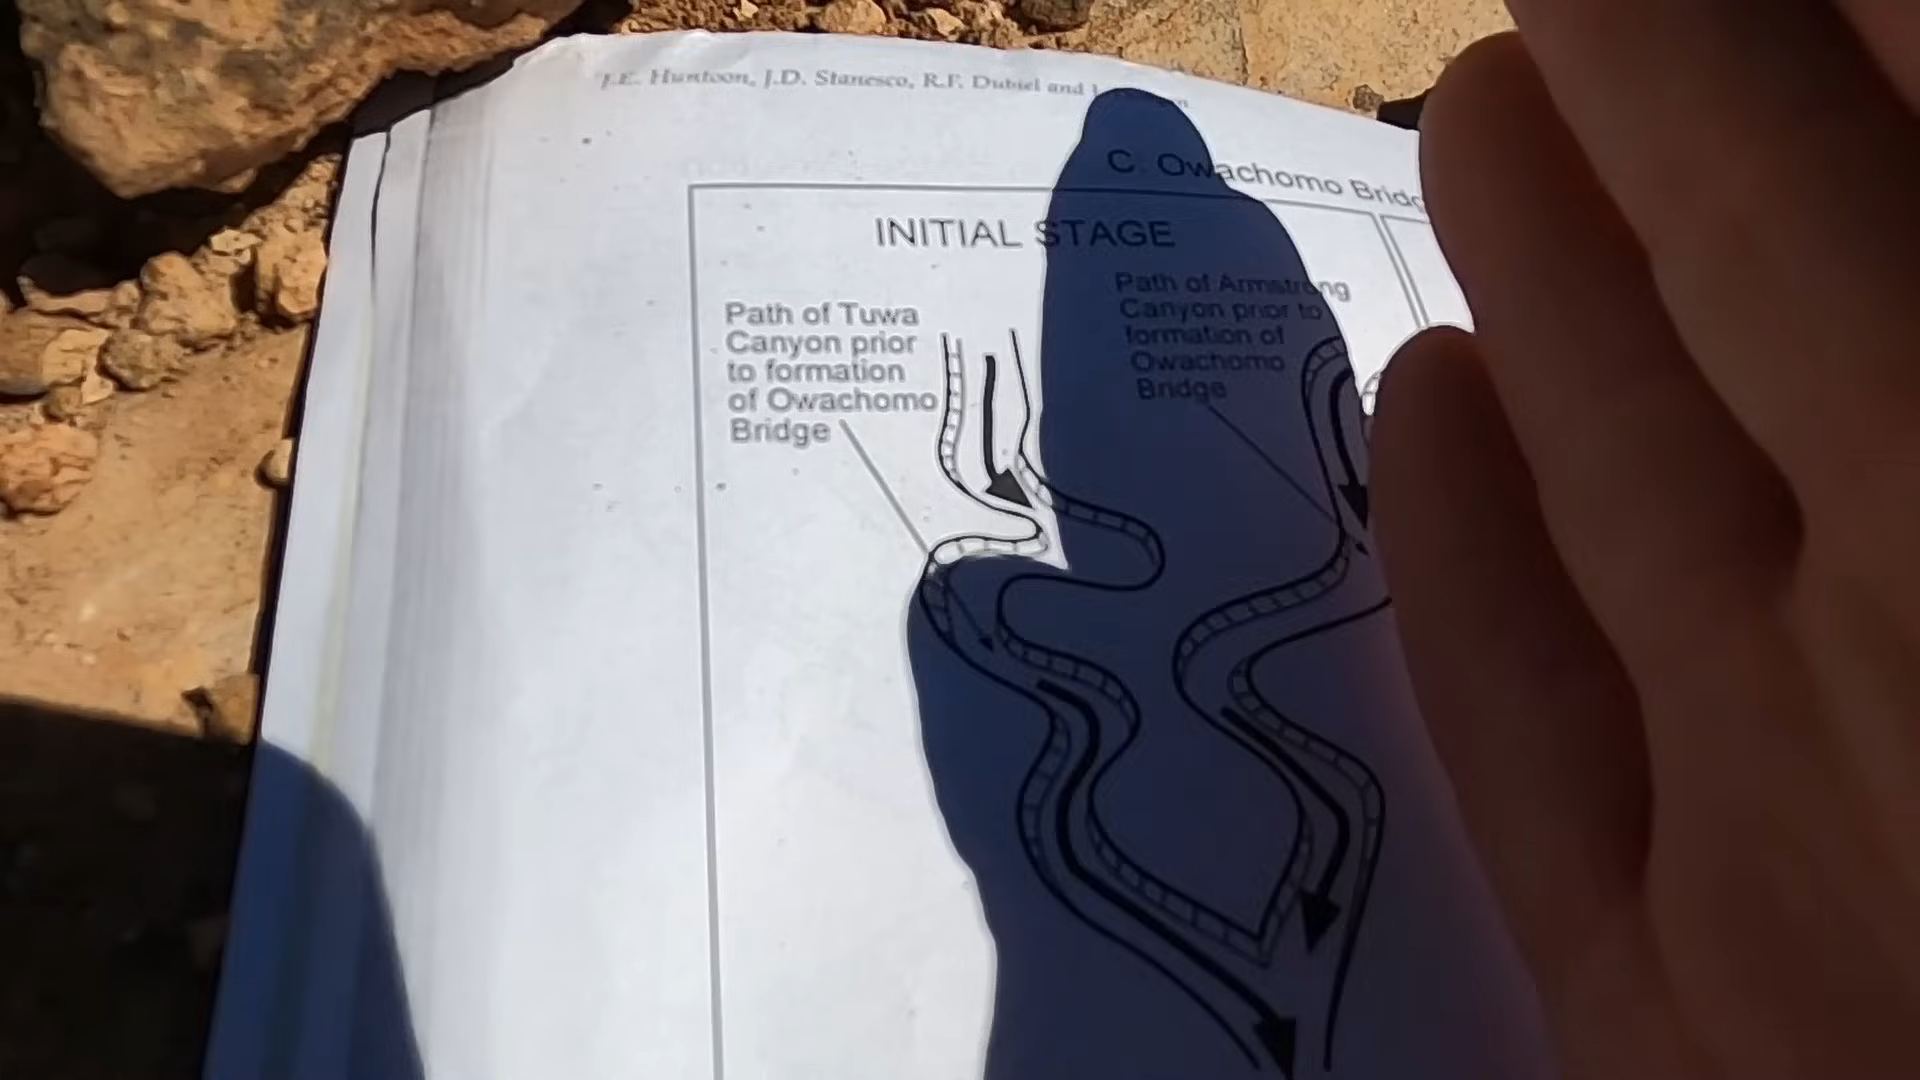 J.E. Huntoon, J.D. Stanesco, R.F. Dubiel and
C. Owachomo Bridg
INITIAL STAGE
Path of Tuwa
Canyon prior
to formation
of Owachomo
Bridge
Path of Armstrong
Canyon prior to
formation of
Owachomo
Bridge